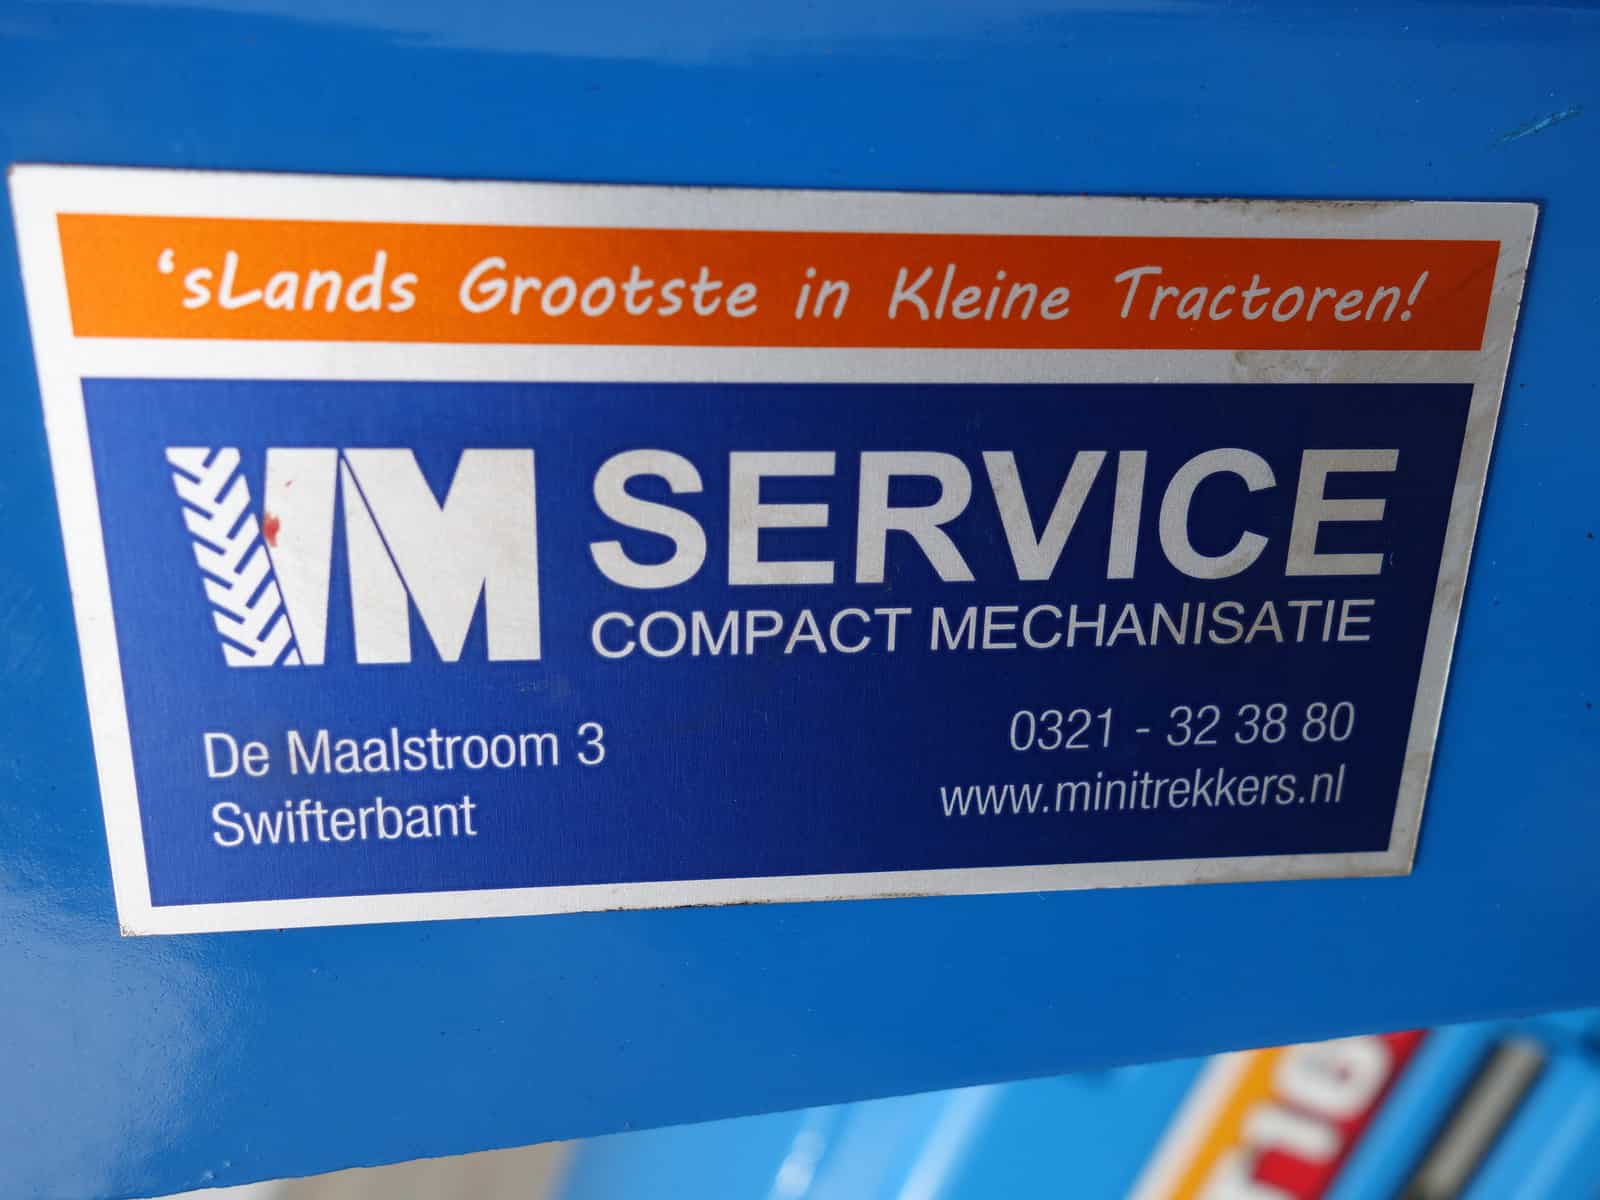 ‘sLands Grootste in Kleine Tractoren!
VM SERVICE
COMPACT MECHANISATIE
De Maalstroom 3
Swifterbant
0321 - 32 38 80
www.minitrekkers.nl